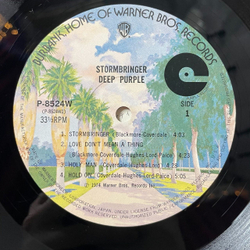 BURBANK, HOME OF WARNER BROS. RECORDS
STORMBRINGER
DEEP PURPLE
P-8524W
33⅓RPM
SIDE
1
1 STORMBRINGER (Blackmore-Coverdale) 4:03
2 LOVE DON'T MEAN A THING
(Blackmore-Coverdale-Hughes-Lord-Paice)
3 HOLY MAN (Coverdale-Hughes-Lord)
4 HOLD ON (Coverdale-Hughes-Lord-Paice) 5:05
1974 Warner Bros. Records Inc.